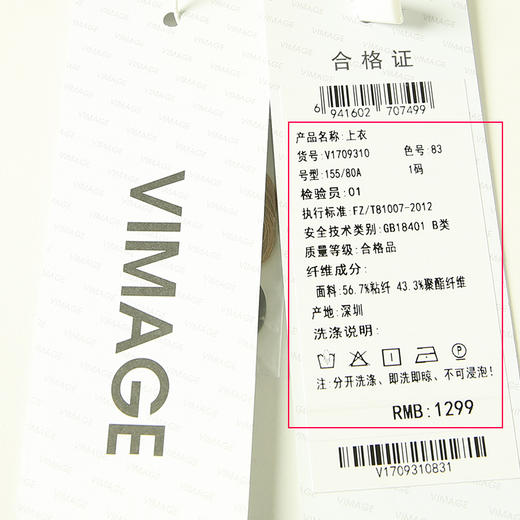 VIMAGE
合格证
6 941602 707499
产品名称:上衣
货号:V1709310 色号:83
号型:155/80A 1码
检验员:01
执行标准:FZ/T81007-2012
安全技术类别:GB18401 B类
质量等级:合格品
纤维成分:
面料:56.7%粘纤 43.3%聚酯纤维
产地:深圳
洗涤说明:
注:分开洗涤、即洗即晾、不可浸泡!
RMB:1299
V1709310831